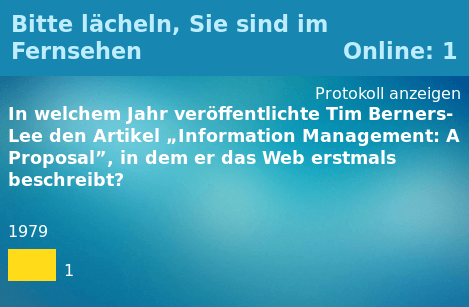 Bitte lächeln, Sie sind im
Fernsehen
Online: 1
Protokoll anzeigen
In welchem Jahr veröffentlichte Tim Berners-
Lee den Artikel „Information Management: A
Proposal”, in dem er das Web erstmals
beschreibt?
1979
1